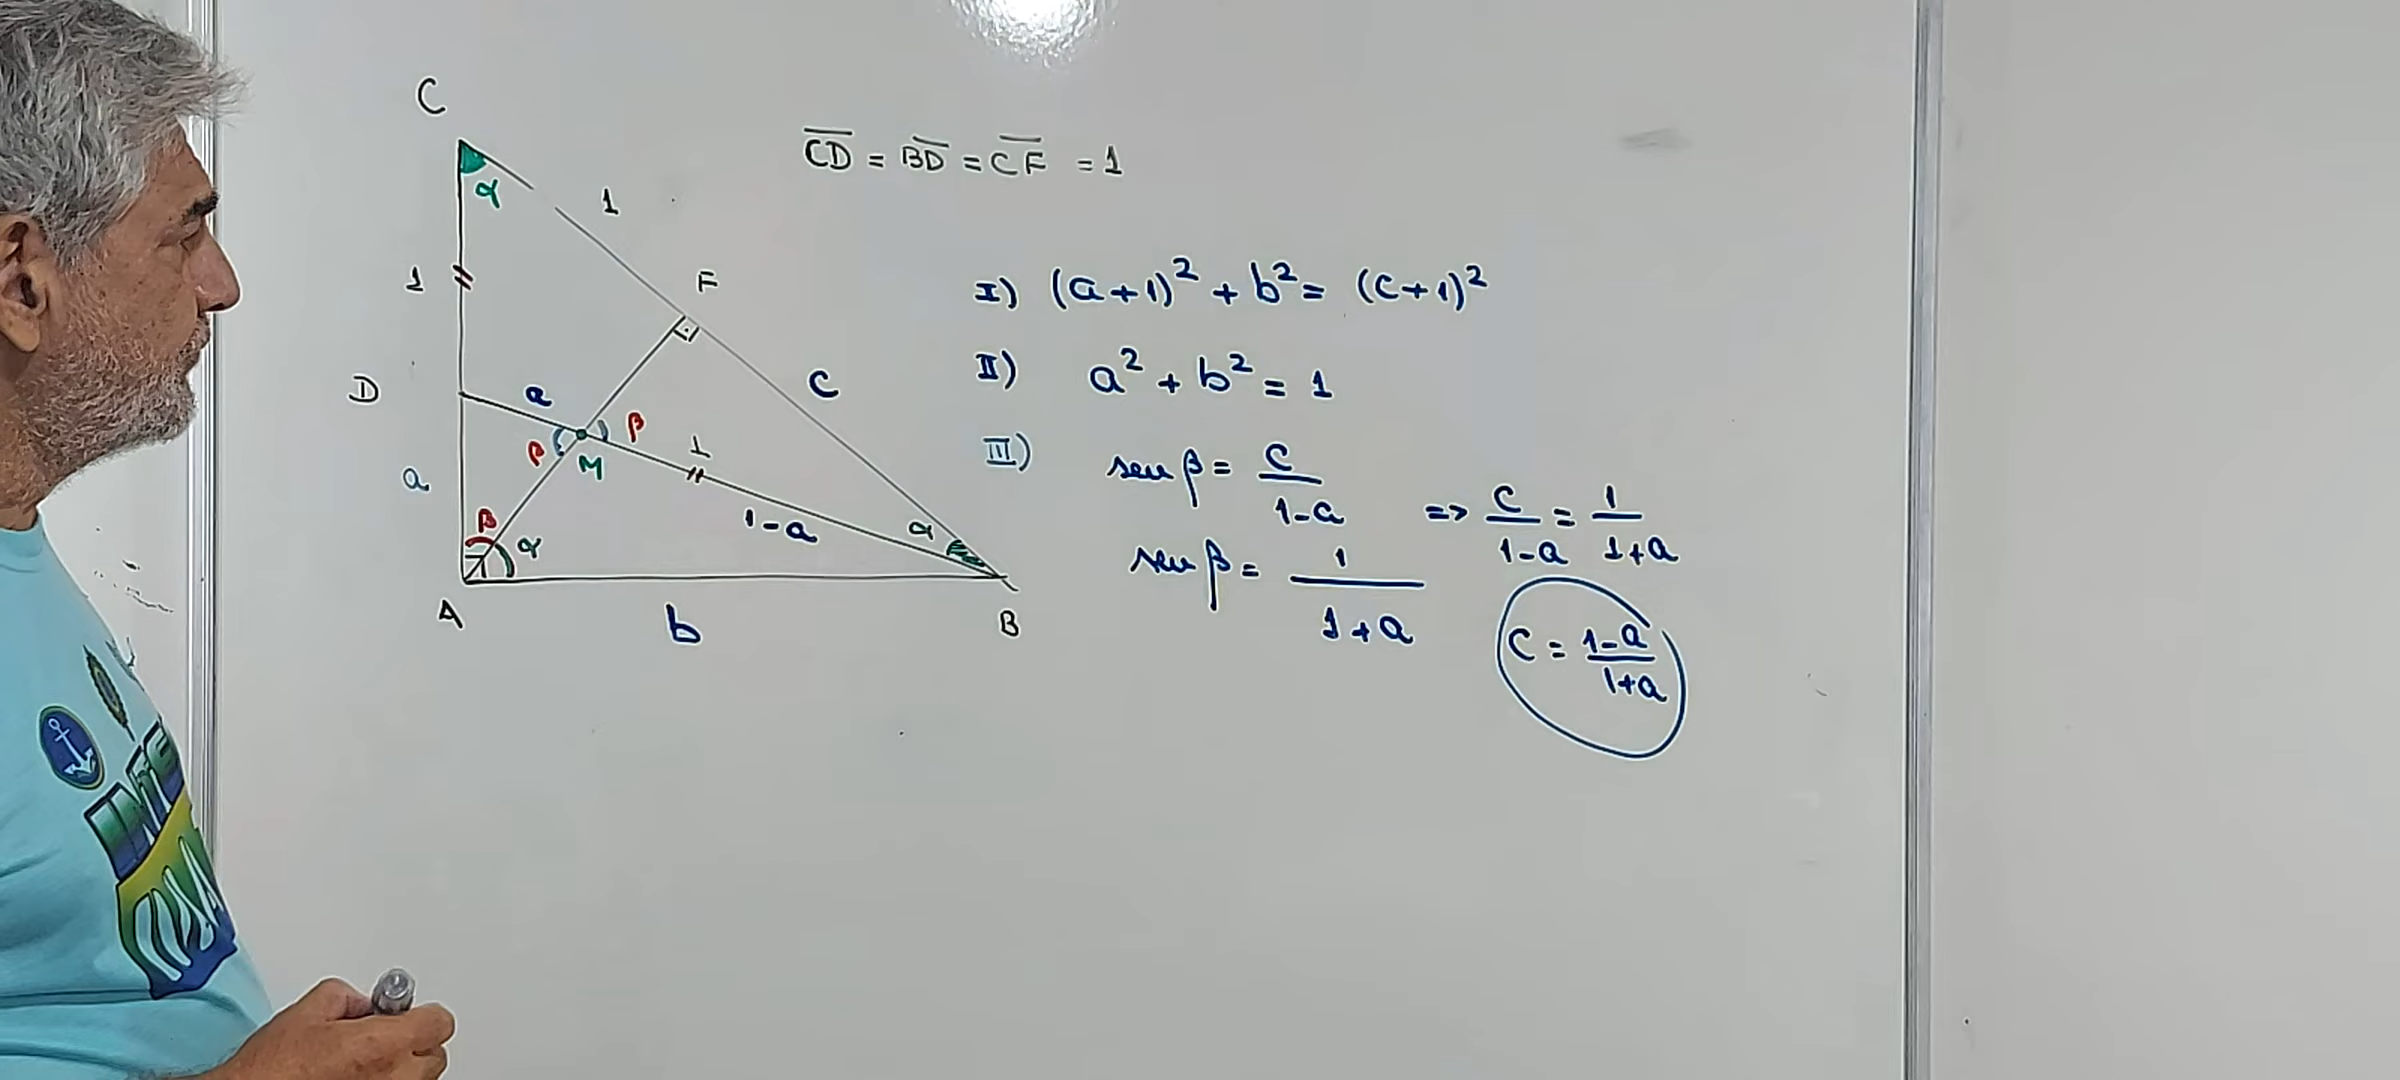 C
α
1
1
F
D
a
C
a
β
β
M
1
1-a
β
α
α
A
b
B
CD = BD = CF = 1
I) (a+1)² + b² = (c+1)²
II) a² + b² = 1
III) sen β = c/(1-a) => c/(1-a) = 1/(1+a)
sen β = 1/(1+a)
C = (1-a)/(1+a)